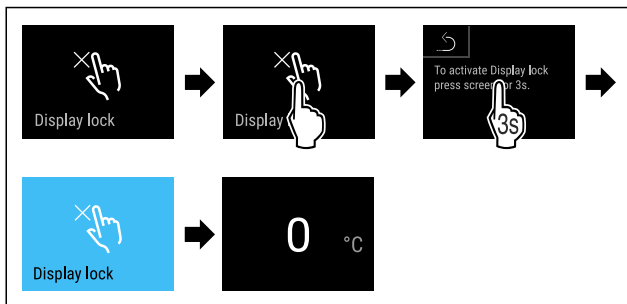 Display lock
Display
To activate Display lock
press screen for 3s.
3S
Display lock
0 °C